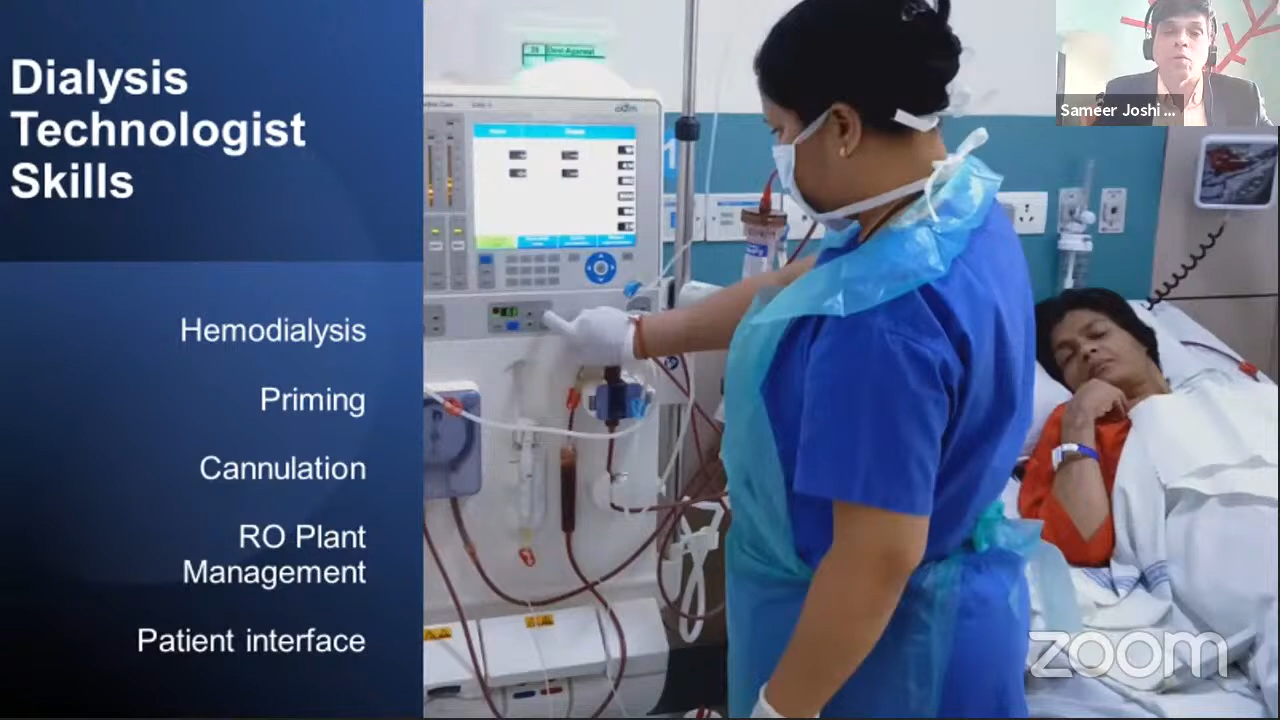 Dialysis
Technologist
Skills
Hemodialysis
Priming
Cannulation
RO Plant
Management
Patient interface
Sameer Joshi ...
zoom